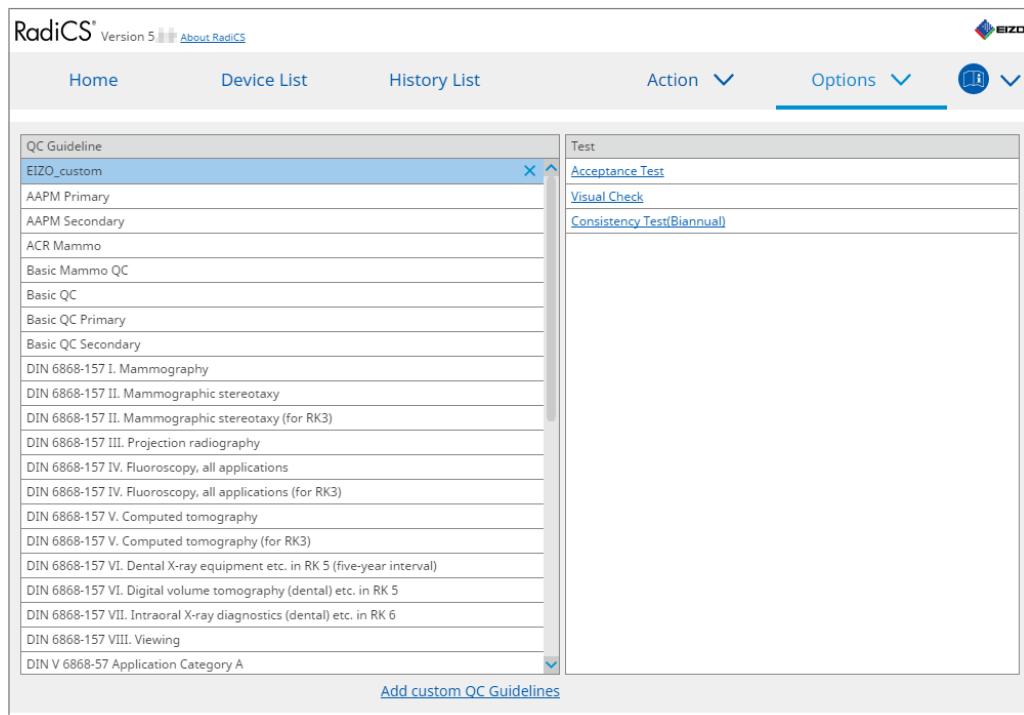 RadiCS® Version 5. About RadiCS
EIZO
Home Device List History List Action Options
QC Guideline
EIZO_custom
AAPM Primary
AAPM Secondary
ACR Mammo
Basic Mammo QC
Basic QC
Basic QC Primary
Basic QC Secondary
DIN 6868-157 I. Mammography
DIN 6868-157 II. Mammographic stereotaxy
DIN 6868-157 II. Mammographic stereotaxy (for RK3)
DIN 6868-157 III. Projection radiography
DIN 6868-157 IV. Fluoroscopy, all applications
DIN 6868-157 IV. Fluoroscopy, all applications (for RK3)
DIN 6868-157 V. Computed tomography
DIN 6868-157 V. Computed tomography (for RK3)
DIN 6868-157 VI. Dental X-ray equipment etc. in RK 5 (five-year interval)
DIN 6868-157 VI. Digital volume tomography (dental) etc. in RK 5
DIN 6868-157 VII. Intraoral X-ray diagnostics (dental) etc. in RK 6
DIN 6868-157 VIII. Viewing
DIN V 6868-57 Application Category A
Add custom QC Guidelines
Test
Acceptance Test
Visual Check
Consistency Test(Biannual)